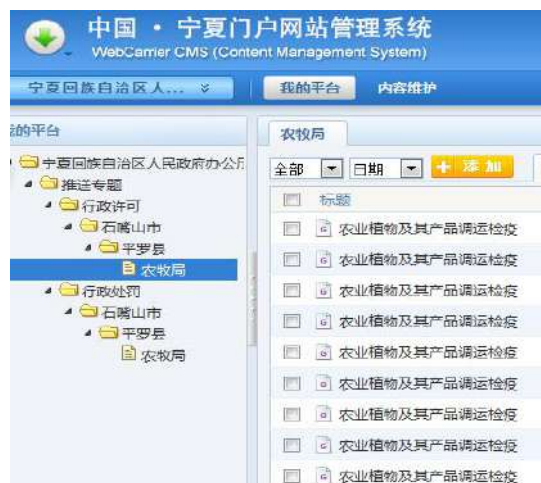 中国 · 宁夏门户网站管理系统
WebCarrier CMS (Content Management System)
宁夏回族自治区人...
我的平台
内容维护
的平台
农牧局
宁夏回族自治区人民政府办公厅
全部
日期
添加
推送专题
标题
行政许可
农业植物及其产品调运检疫
石嘴山市
平罗县
农业植物及其产品调运检疫
农牧局
行政处罚
农业植物及其产品调运检疫
石嘴山市
农业植物及其产品调运检疫
平罗县
农牧局
农业植物及其产品调运检疫
农业植物及其产品调运检疫
农业植物及其产品调运检疫
农业植物及其产品调运检疫
农业植物及其产品调运检疫